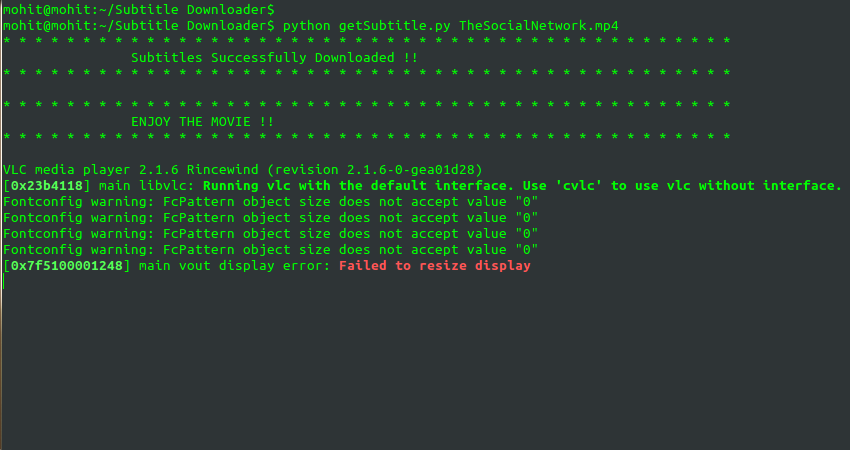 mohit@mohit:~/Subtitle Downloader$
mohit@mohit:~/Subtitle Downloader$ python getSubtitle.py TheSocialNetwork.mp4
* * * * * * * * * * * * * * * * * * * * * * * * * * * * * * * * * * * * * * * * * * * * * *
Subtitles Successfully Downloaded !!
* * * * * * * * * * * * * * * * * * * * * * * * * * * * * * * * * * * * * * * * * * * * * *
* * * * * * * * * * * * * * * * * * * * * * * * * * * * * * * * * * * * * * * * * * * * * *
ENJOY THE MOVIE !!
* * * * * * * * * * * * * * * * * * * * * * * * * * * * * * * * * * * * * * * * * * * * * *
VLC media player 2.1.6 Rincewind (revision 2.1.6-0-gea01d28)
[0x23b4118] main libvlc: Running vlc with the default interface. Use 'cvlc' to use vlc without interface.
Fontconfig warning: FcPattern object size does not accept value "0"
Fontconfig warning: FcPattern object size does not accept value "0"
Fontconfig warning: FcPattern object size does not accept value "0"
Fontconfig warning: FcPattern object size does not accept value "0"
[0x7f5100001248] main vout display error: Failed to resize display